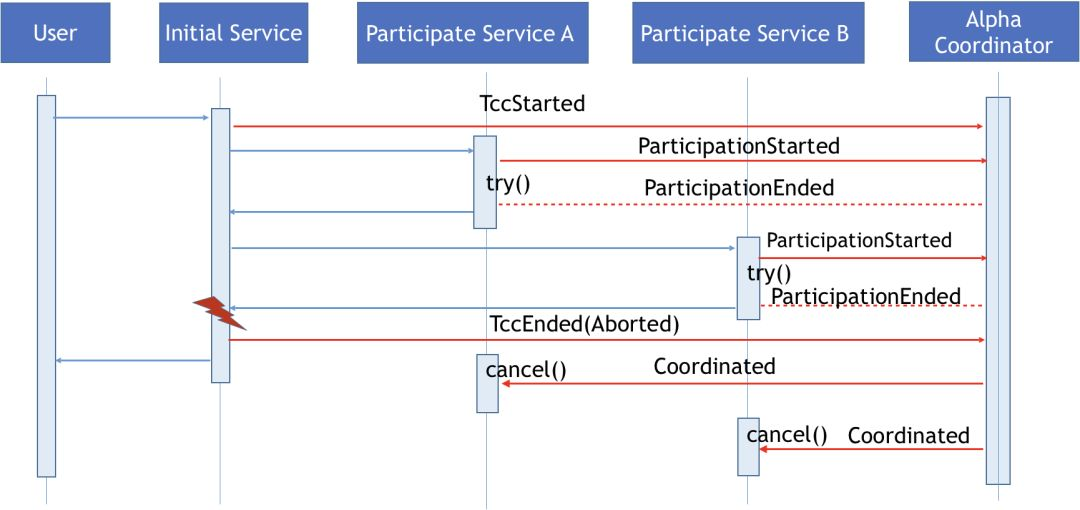 User
Initial Service
Participate Service A
Participate Service B
Alpha
Coordinator
TccStarted
ParticipationStarted
try()
ParticipationEnded
ParticipationStarted
try()
ParticipationEnded
TccEnded(Aborted)
cancel()
Coordinated
cancel()
Coordinated